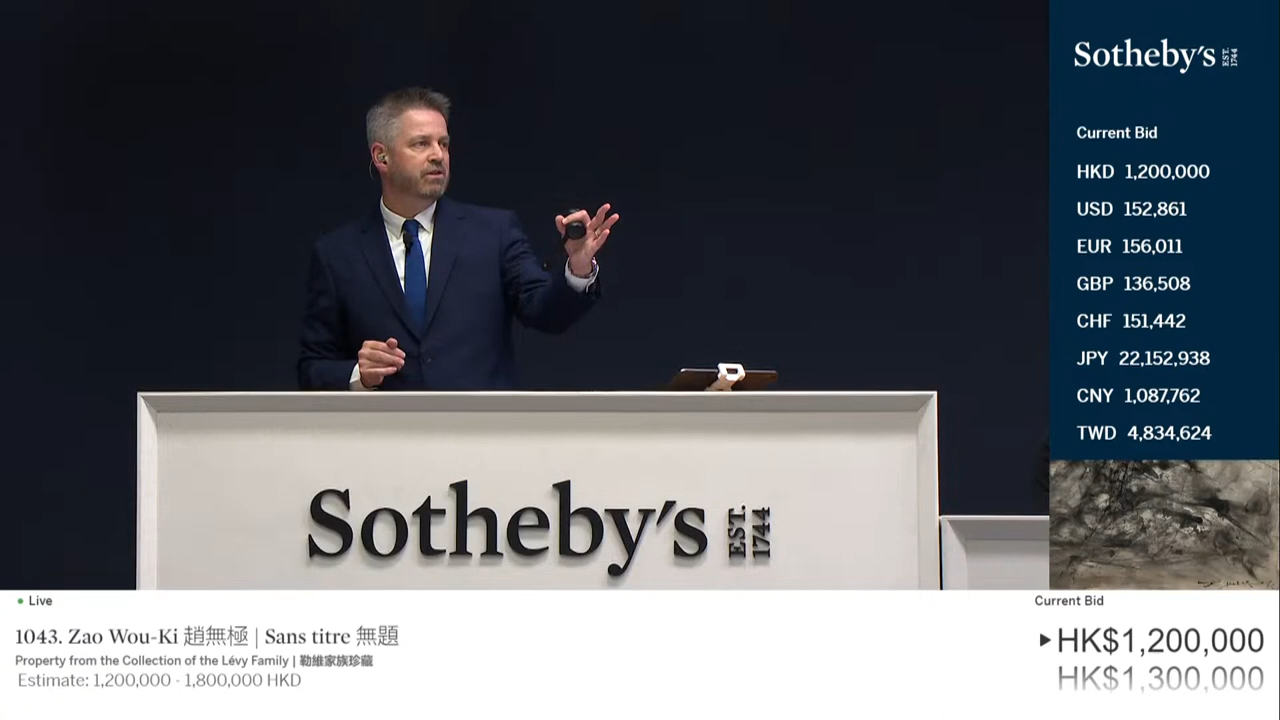 Sotheby's EST. 1744
Current Bid
HKD 1,200,000
USD 152,861
EUR 156,011
GBP 136,508
CHF 151,442
JPY 22,152,938
CNY 1,087,762
TWD 4,834,624
Sotheby's EST. 1744
Live
1043. Zao Wou-Ki 趙無極 | Sans titre 無題
Property from the Collection of the Lévy Family | 勒維家族珍藏
Estimate: 1,200,000 - 1,800,000 HKD
Current Bid
HK$1,200,000
HK$1,300,000